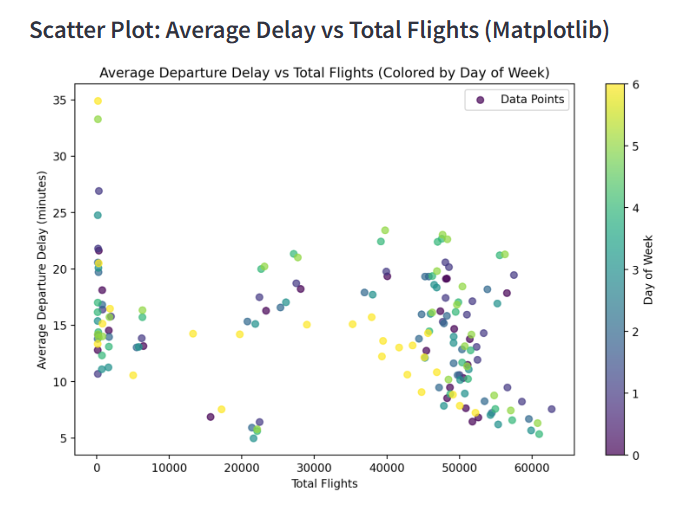 Scatter Plot: Average Delay vs Total Flights (Matplotlib)
Average Departure Delay vs Total Flights (Colored by Day of Week)
Data Points
Average Departure Delay (minutes)
35
30
25
20
15
10
5
0 10000 20000 30000 40000 50000 60000
Total Flights
6
5
4
3
2
1
0
Day of Week